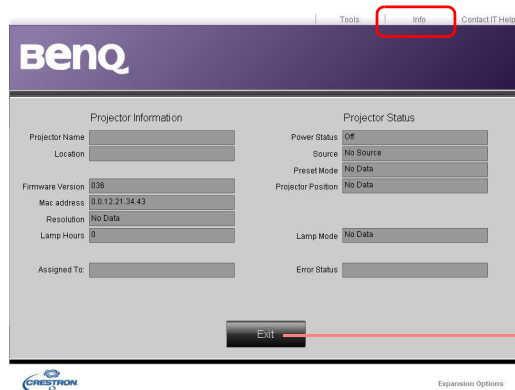 Tools Info Contact IT Help
BenQ
Projector Information
Projector Name
Location
Firmware Version 036
Mac address 0.0.12.21.34.43
Resolution No Data
Lamp Hours 0
Assigned To:
Projector Status
Power Status Off
Source No Source
Preset Mode No Data
Projector Position No Data
Lamp Mode No Data
Error Status
Exit
CRESTRON
Expansion Options